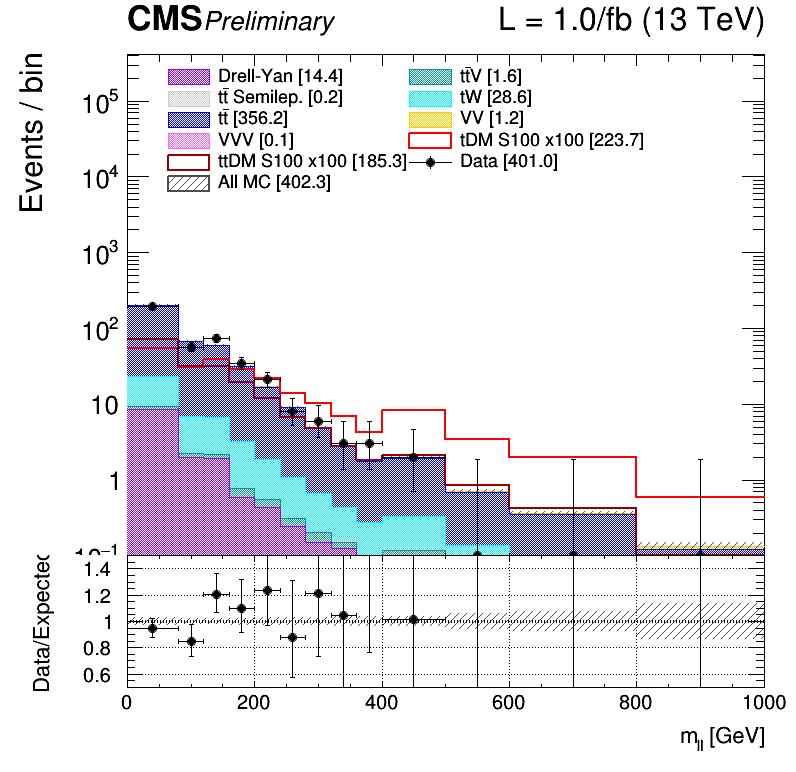 CMS Preliminary L = 1.0/fb (13 TeV)
Events / bin
Drell-Yan [14.4]
tt̄V [1.6]
tt̄ Semilep. [0.2]
tW [28.6]
tt̄ [356.2]
VV [1.2]
VVV [0.1]
tDM S100 x100 [223.7]
ttDM S100 x100 [185.3]
Data [401.0]
All MC [402.3]
10⁵
10⁴
10³
10²
10
1
10⁻¹
Data/Expected
1.4
1.2
1
0.8
0.6
0 200 400 600 800 1000
m_ll [GeV]